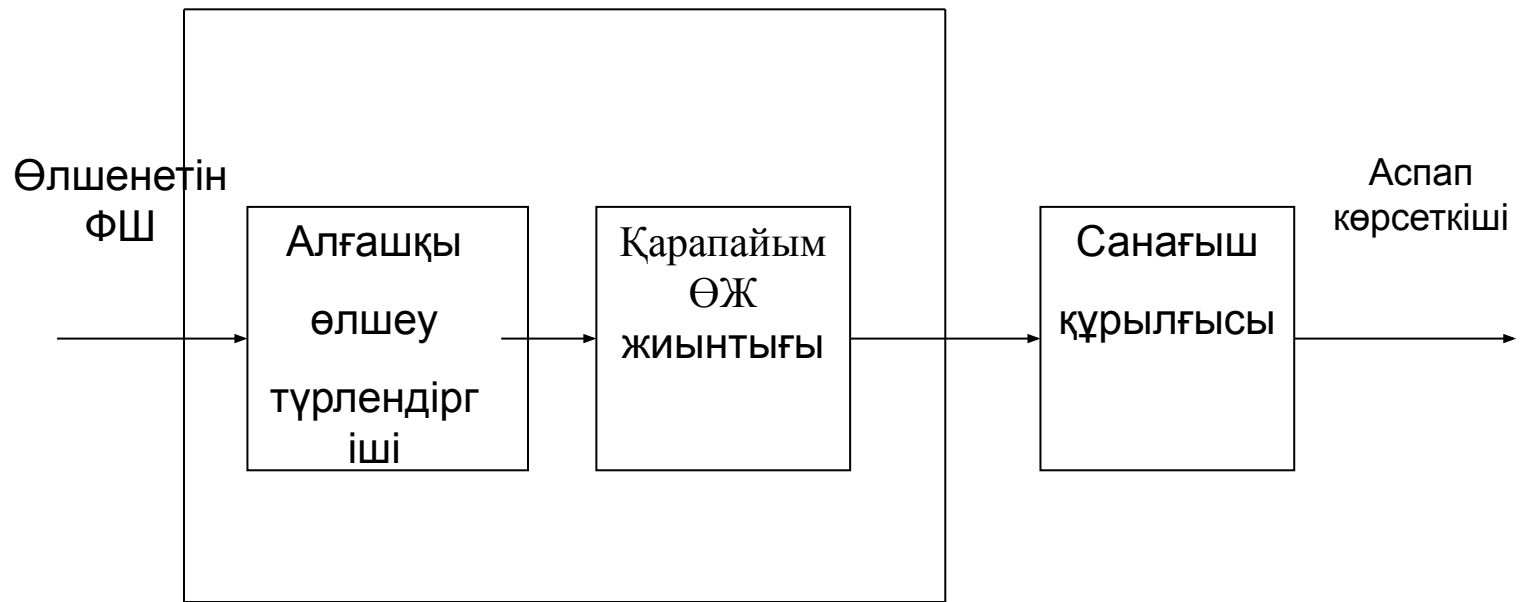 Өлшенетін
ФШ
Алғашқы
өлшеу
түрлендірг
іші
Қарапайым
ӨЖ
жиынтығы
Санағыш
құрылғысы
Аспап
көрсеткіші